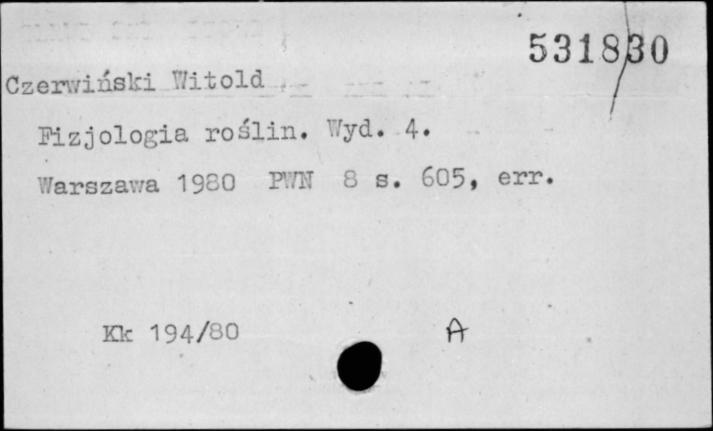 531830
Czerwiński Witold
Fizjologia roślin. Wyd. 4.
Warszawa 1980 PWN 8 s. 605, err.
Kk 194/80 A